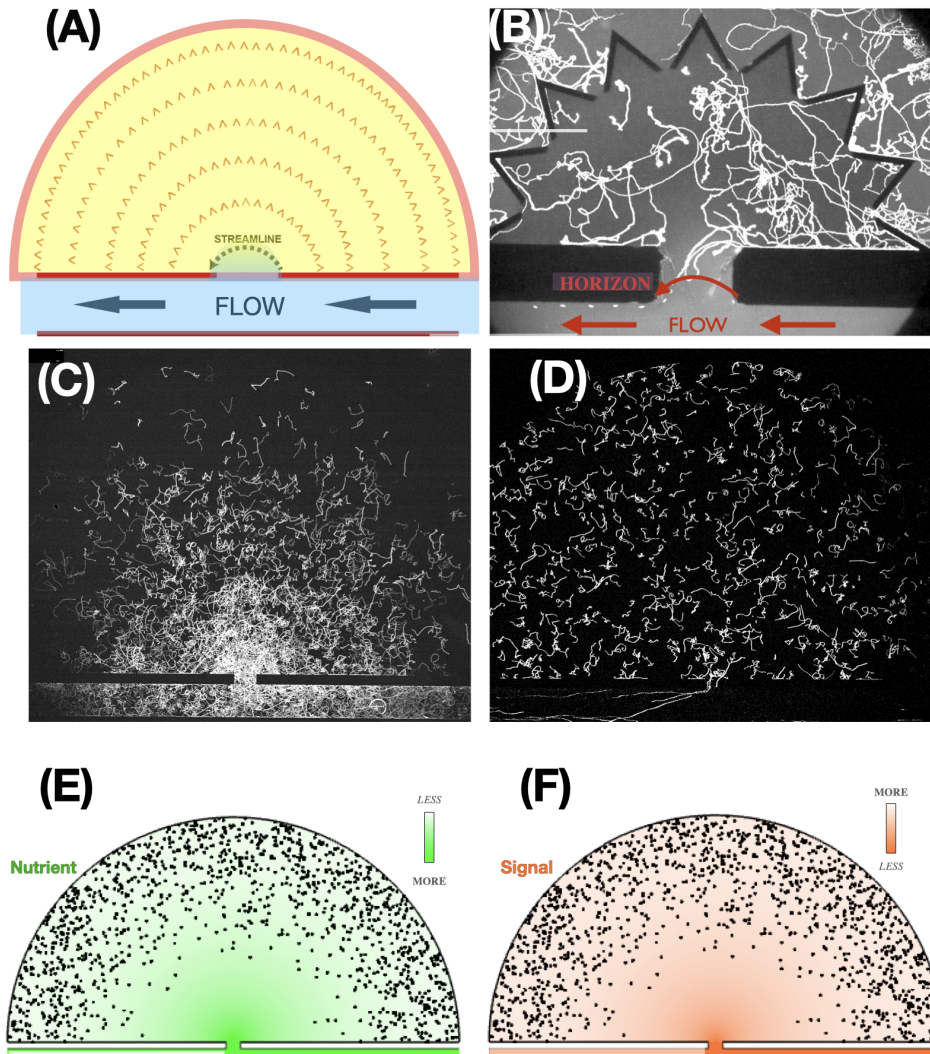 (A)
STREAMLINE
FLOW
(B)
HORIZON
FLOW
(C)
(D)
(E)
LESS
MORE
Nutrient
(F)
MORE
LESS
Signal